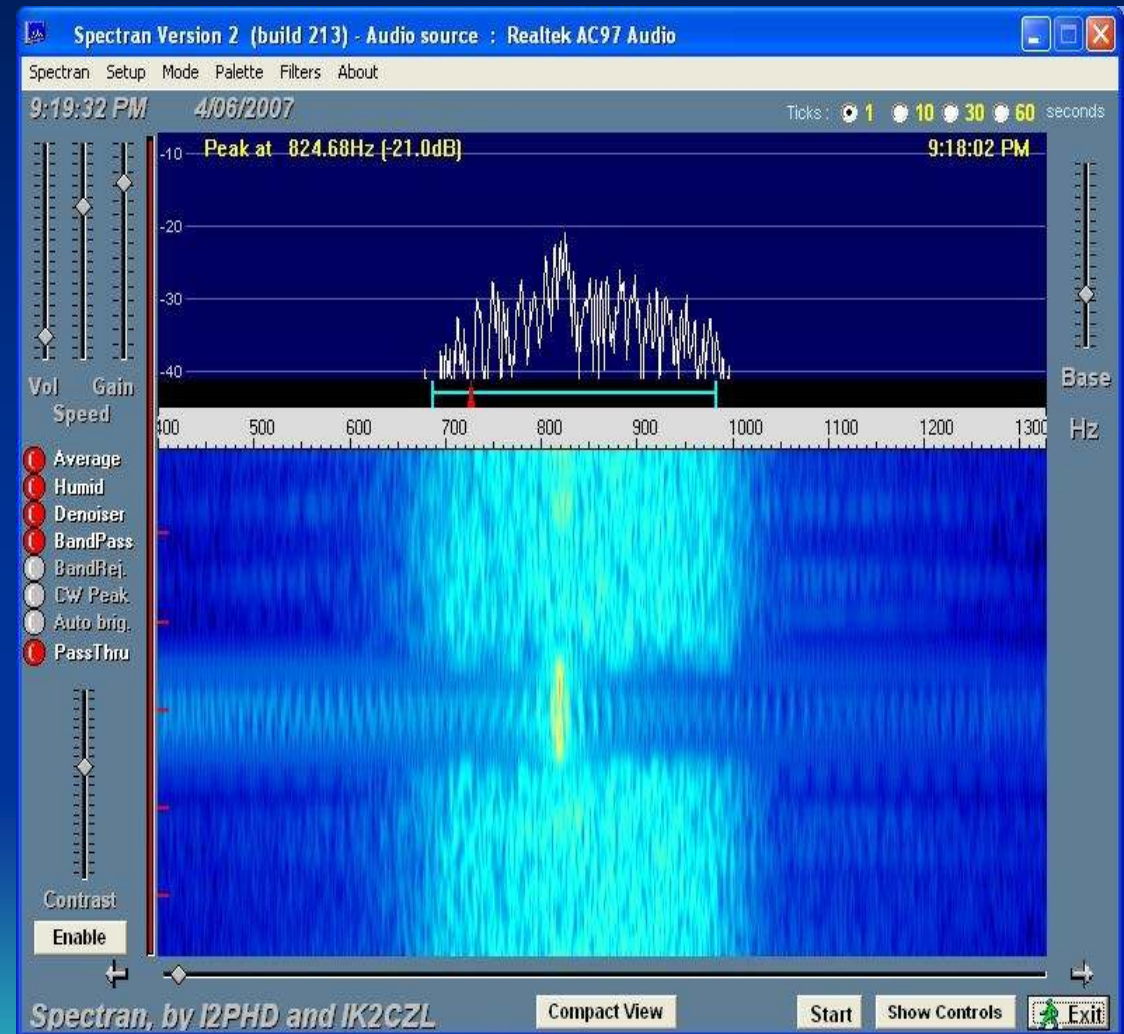 Spectran Version 2 (build 213) - Audio source : Realtek AC97 Audio
Spectran Setup Mode Palette Filters About
9:19:32 PM 4/06/2007 Ticks: 1 10 30 60 seconds
Peak at 824.68Hz (-21.0dB) 9:18:02 PM
-10
-20
-30
-40
Vol Gain
Speed
Base
400 500 600 700 800 900 1000 1100 1200 1300 Hz
Average
Humid
Denoiser
BandPass
BandRej.
CW Peak
Auto brig.
PassThru
Contrast
Enable
Spectran, by I2PHD and IK2CZL Compact View Start Show Controls Exit